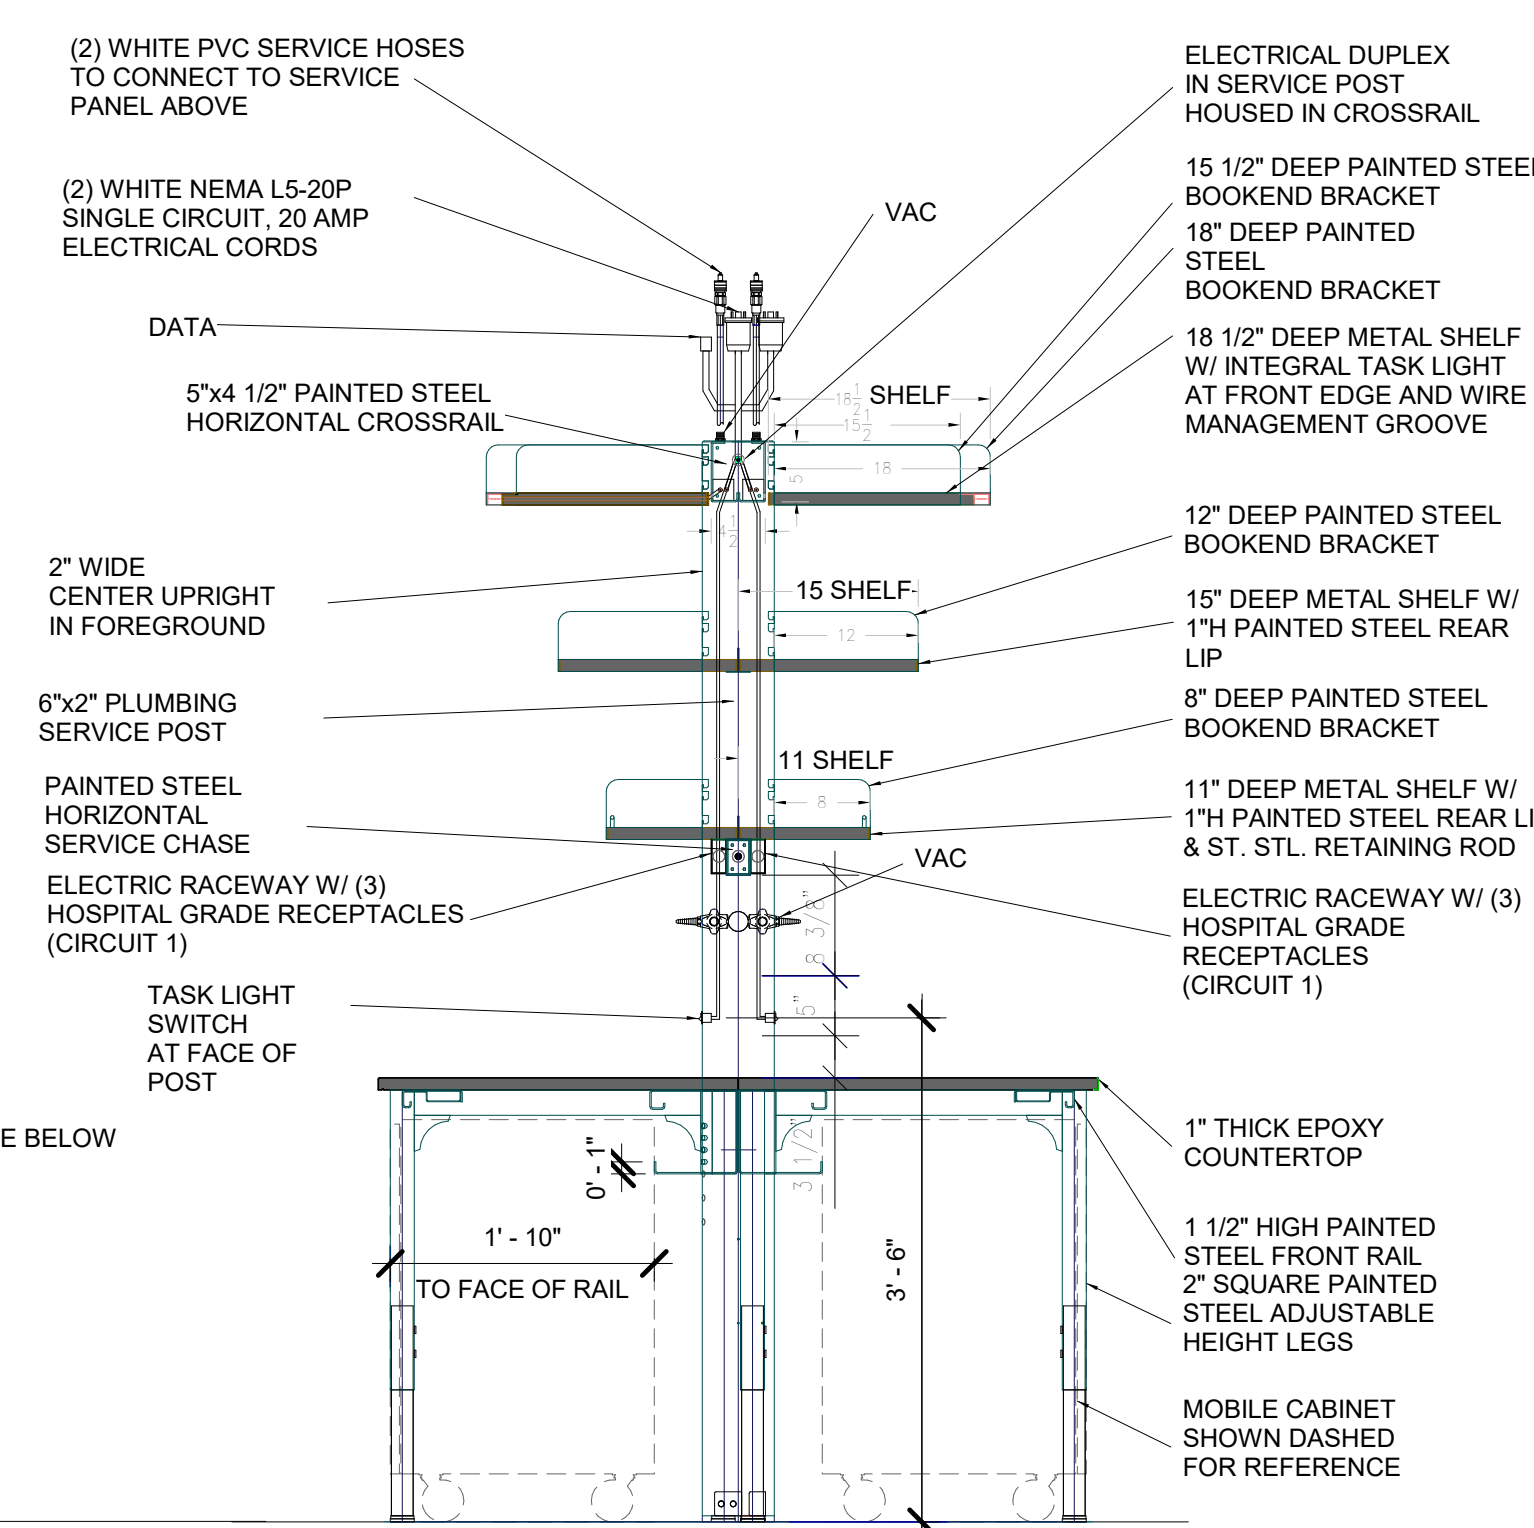 (2) WHITE PVC SERVICE HOSES
TO CONNECT TO SERVICE
PANEL ABOVE
(2) WHITE NEMA L5-20P
SINGLE CIRCUIT, 20 AMP
ELECTRICAL CORDS
DATA
5"x4 1/2" PAINTED STEEL
HORIZONTAL CROSSRAIL
2" WIDE
CENTER UPRIGHT
IN FOREGROUND
6"x2" PLUMBING
SERVICE POST
PAINTED STEEL
HORIZONTAL
SERVICE CHASE
ELECTRIC RACEWAY W/ (3)
HOSPITAL GRADE RECEPTACLES
(CIRCUIT 1)
TASK LIGHT
SWITCH
AT FACE OF
POST
E BELOW
VAC
18 1/2 SHELF
15 1/2
18
5
4 1/2
15 SHELF
12
11 SHELF
8
VAC
8 3/8"
5"
3 1/2"
0' - 1"
1' - 10"
TO FACE OF RAIL
3' - 6"
ELECTRICAL DUPLEX
IN SERVICE POST
HOUSED IN CROSSRAIL
15 1/2" DEEP PAINTED STEEL
BOOKEND BRACKET
18" DEEP PAINTED
STEEL
BOOKEND BRACKET
18 1/2" DEEP METAL SHELF
W/ INTEGRAL TASK LIGHT
AT FRONT EDGE AND WIRE
MANAGEMENT GROOVE
12" DEEP PAINTED STEEL
BOOKEND BRACKET
15" DEEP METAL SHELF W/
1"H PAINTED STEEL REAR
LIP
8" DEEP PAINTED STEEL
BOOKEND BRACKET
11" DEEP METAL SHELF W/
1"H PAINTED STEEL REAR LI
& ST. STL. RETAINING ROD
ELECTRIC RACEWAY W/ (3)
HOSPITAL GRADE
RECEPTACLES
(CIRCUIT 1)
1" THICK EPOXY
COUNTERTOP
1 1/2" HIGH PAINTED
STEEL FRONT RAIL
2" SQUARE PAINTED
STEEL ADJUSTABLE
HEIGHT LEGS
MOBILE CABINET
SHOWN DASHED
FOR REFERENCE